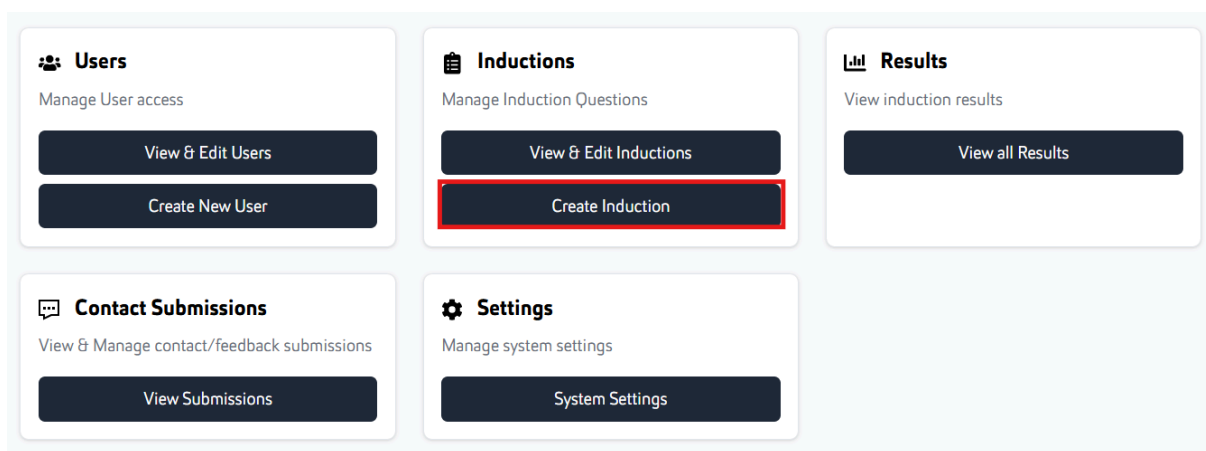 Users
Manage User access
View & Edit Users
Create New User
Inductions
Manage Induction Questions
View & Edit Inductions
Create Induction
Results
View induction results
View all Results
Contact Submissions
View & Manage contact/feedback submissions
View Submissions
Settings
Manage system settings
System Settings